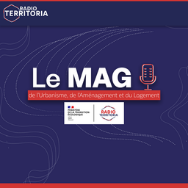 RADIO
TERRITORIA
Le MAG
de l'Urbanisme, de l'Aménagement et du Logement
RADIO
TERRITORIA